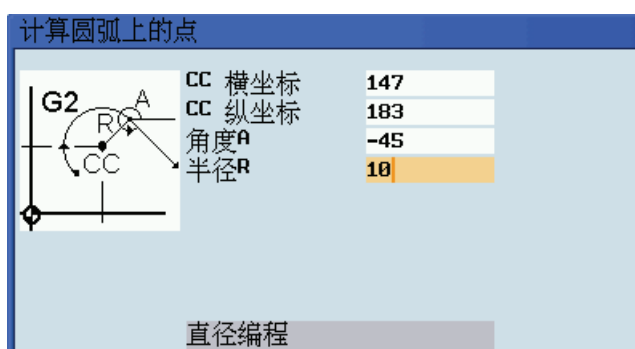 计算圆弧上的点
CC 横坐标 147
CC 纵坐标 183
角度A -45
半径R 10
G2
A
R
CC
直径编程